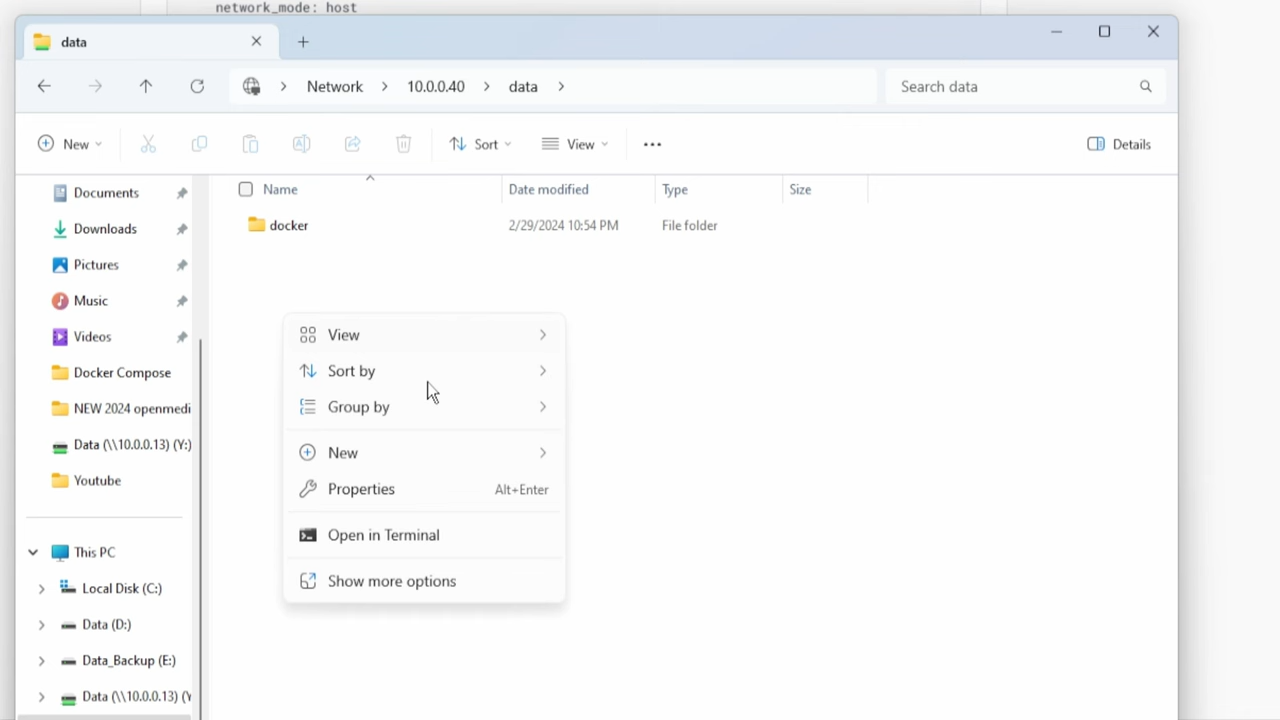 network_mode: host
data
Network
10.0.0.40
data
Search data
New
Sort
View
Details
Name
Date modified
Type
Size
docker
2/29/2024 10:54 PM
File folder
Documents
Downloads
Pictures
Music
Videos
Docker Compose
NEW 2024 openmedi
Data (\\10.0.0.13) (Y:)
Youtube
This PC
Local Disk (C:)
Data (D:)
Data_Backup (E:)
Data (\\10.0.0.13) (Y
View
Sort by
Group by
New
Properties Alt+Enter
Open in Terminal
Show more options